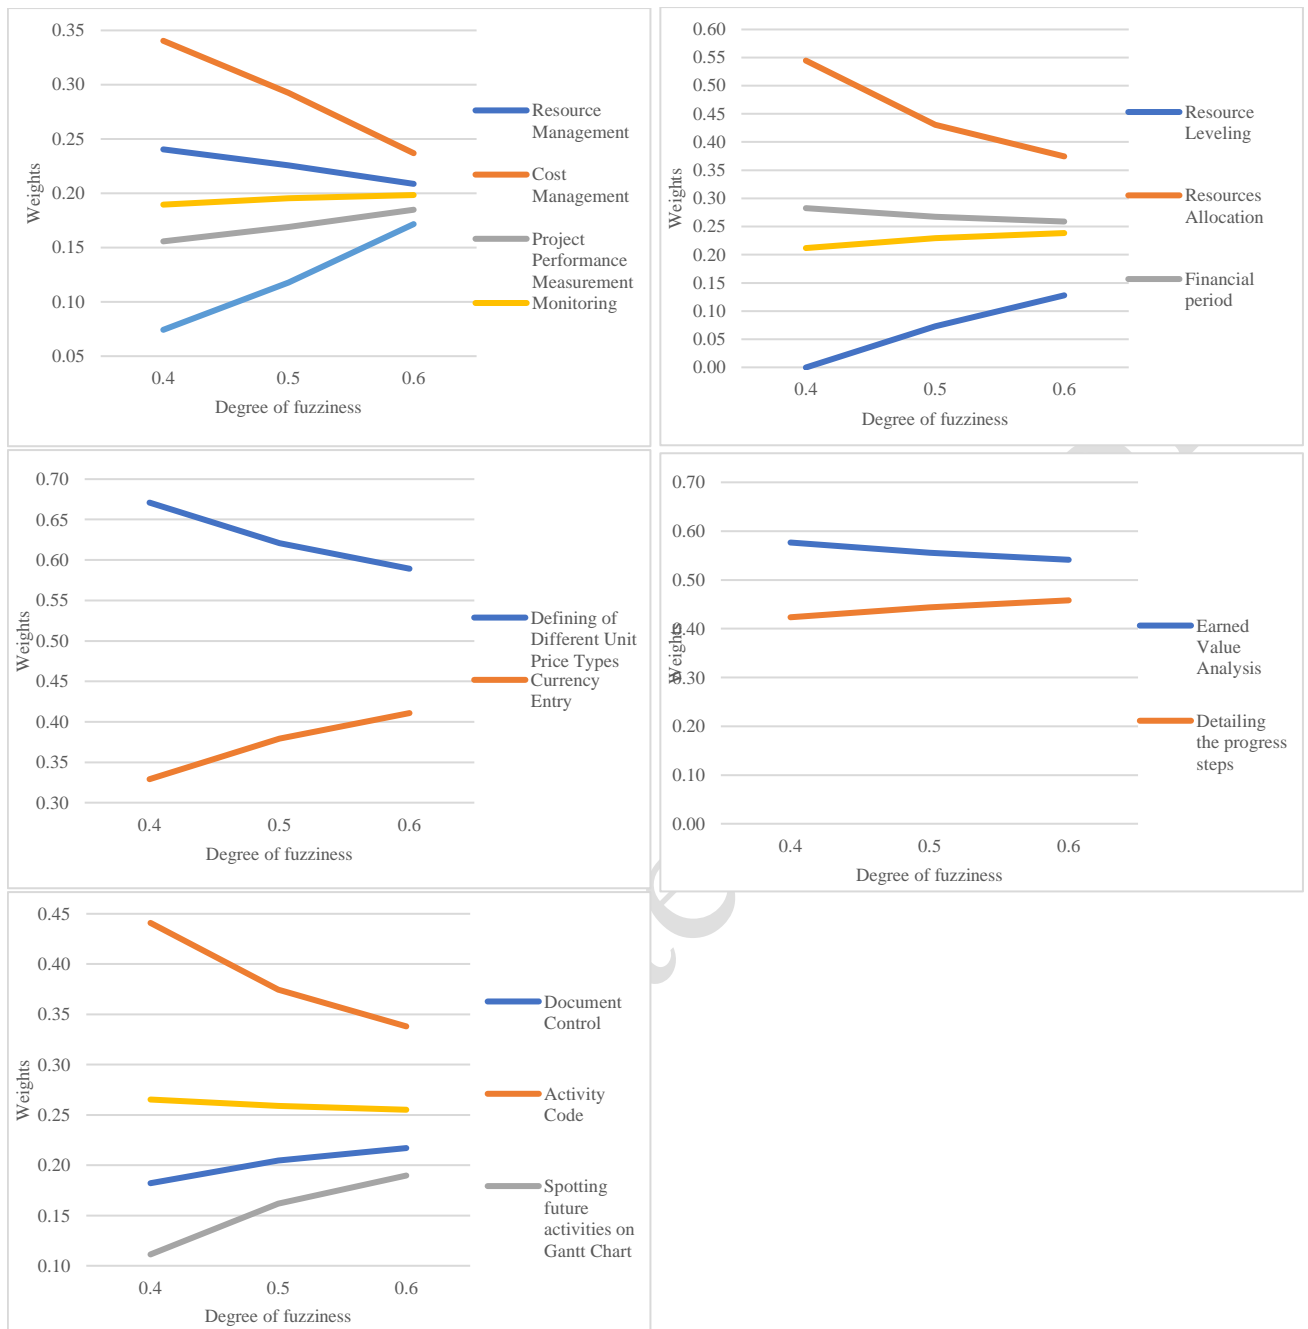 0.35
0.30
0.25
0.20
0.15
0.10
0.05
Weights
0.4 0.5 0.6
Degree of fuzziness
Resource
Management
Cost
Management
Project
Performance
Measurement
Monitoring
0.60
0.55
0.50
0.45
0.40
0.35
0.30
0.25
0.20
0.15
0.10
0.05
0.00
Weights
0.4 0.5 0.6
Degree of fuzziness
Resource
Leveling
Resources
Allocation
Financial
period
0.70
0.65
0.60
0.55
0.50
0.45
0.40
0.35
0.30
Weights
0.4 0.5 0.6
Degree of fuzziness
Defining of
Different Unit
Price Types
Currency
Entry
0.70
0.60
0.50
0.40
0.30
0.20
0.10
0.00
Weights
0.4 0.5 0.6
Degree of fuzziness
Earned
Value
Analysis
Detailing
the progress
steps
0.45
0.40
0.35
0.30
0.25
0.20
0.15
0.10
Weights
0.4 0.5 0.6
Degree of fuzziness
Document
Control
Activity
Code
Spotting
future
activities on
Gantt Chart